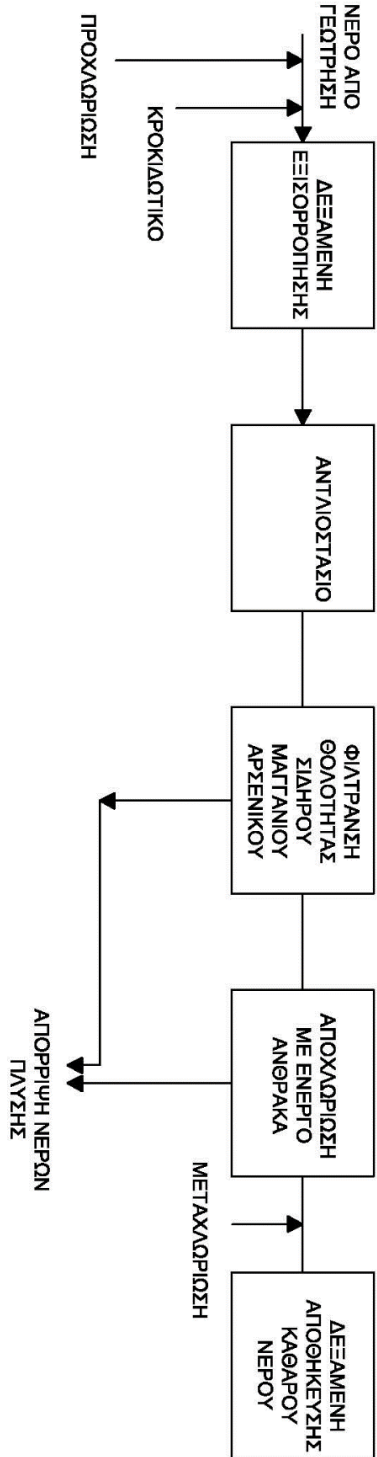 ΝΕΡΟ ΑΠΟ
ΓΕΩΤΡΗΣΗ
ΠΡΟΧΛΩΡΙΩΣΗ
ΚΡΟΚΙΔΩΤΙΚΟ
ΔΕΞΑΜΕΝΗ
ΕΞΙΣΟΡΡΟΠΗΣΗΣ
ΑΝΤΛΙΟΣΤΑΣΙΟ
ΦΙΛΤΡΑΝΣΗ
ΘΟΛΟΤΗΤΑΣ
ΣΙΔΗΡΟΥ
ΜΑΓΓΑΝΙΟΥ
ΑΡΣΕΝΙΚΟΥ
ΑΠΟΧΛΩΡΙΩΣΗ
ΜΕ ΕΝΕΡΓΟ
ΑΝΘΡΑΚΑ
ΑΠΟΡΡΙΨΗ ΝΕΡΩΝ
ΠΛΥΣΗΣ
ΜΕΤΑΧΛΩΡΙΩΣΗ
ΔΕΞΑΜΕΝΗ
ΑΠΟΘΗΚΕΥΣΗΣ
ΚΑΘΑΡΟΥ
ΝΕΡΟΥ